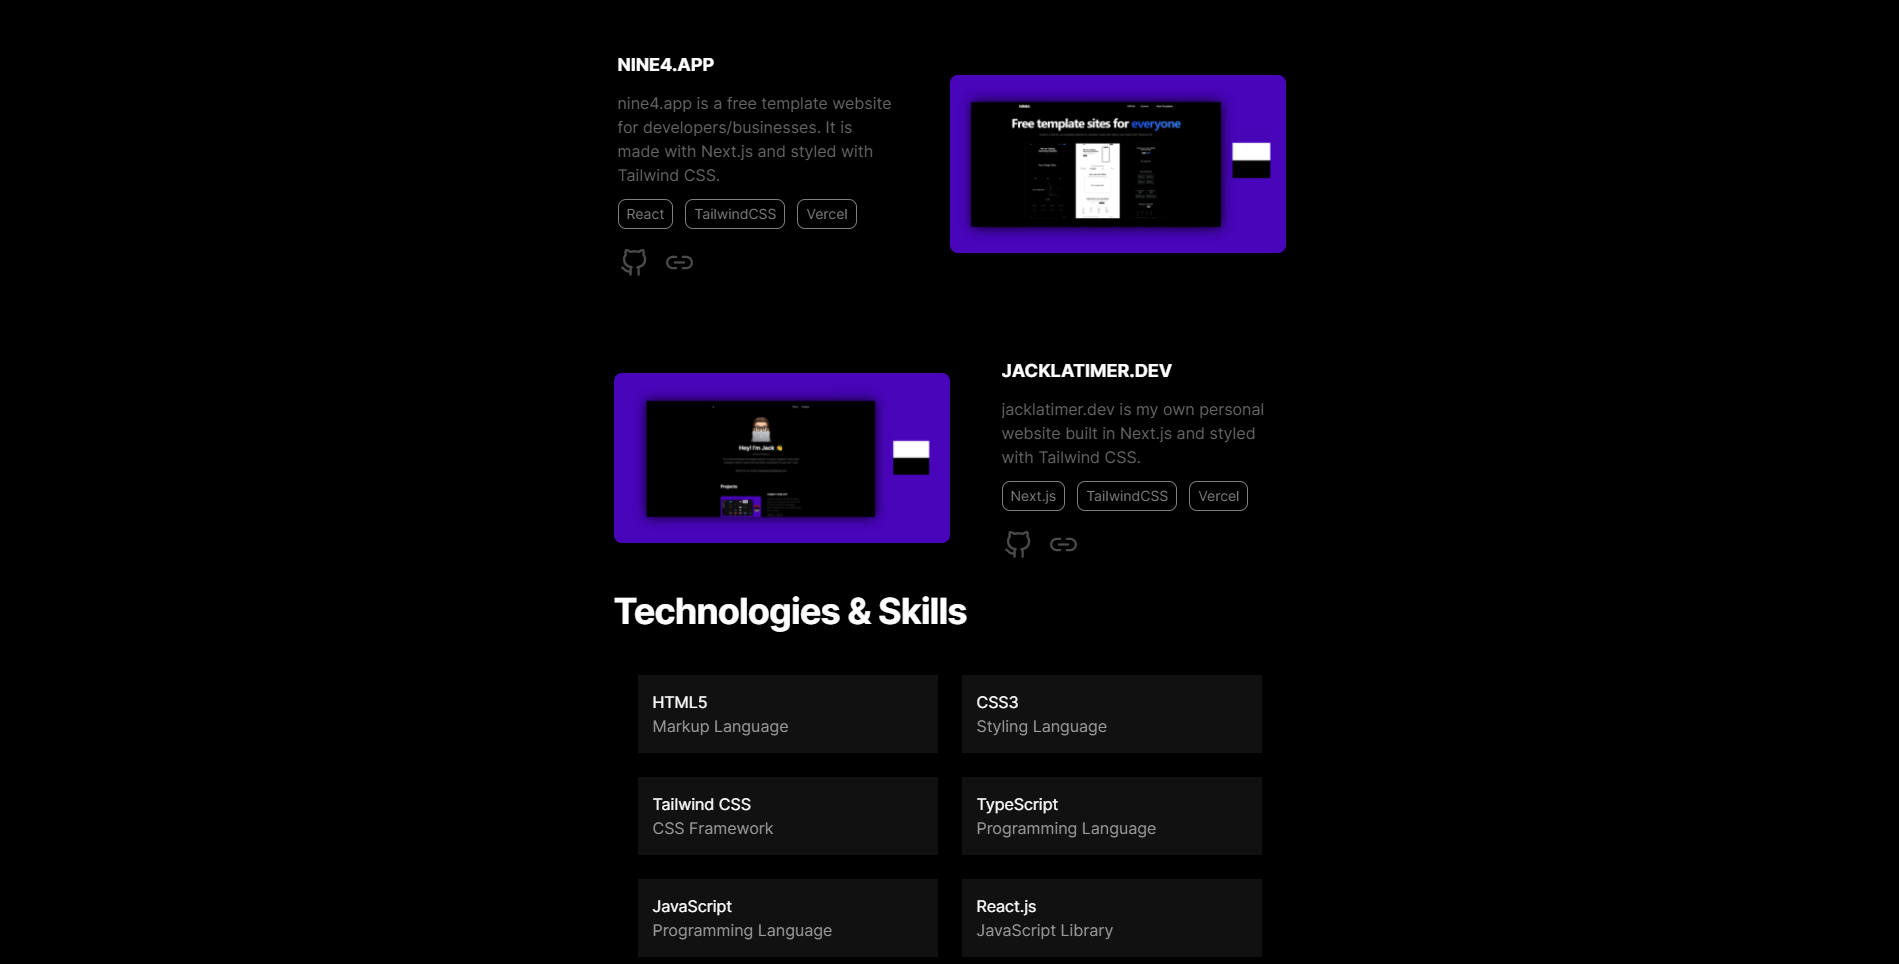 NINE4.APP
nine4.app is a free template website
for developers/businesses. It is
made with Next.js and styled with
Tailwind CSS.
React TailwindCSS Vercel
Free template sites for everyone
JACKLATIMER.DEV
jacklatimer.dev is my own personal
website built in Next.js and styled
with Tailwind CSS.
Next.js TailwindCSS Vercel
Hey! I'm Jack 👋
Projects
Technologies & Skills
HTML5
Markup Language
CSS3
Styling Language
Tailwind CSS
CSS Framework
TypeScript
Programming Language
JavaScript
Programming Language
React.js
JavaScript Library